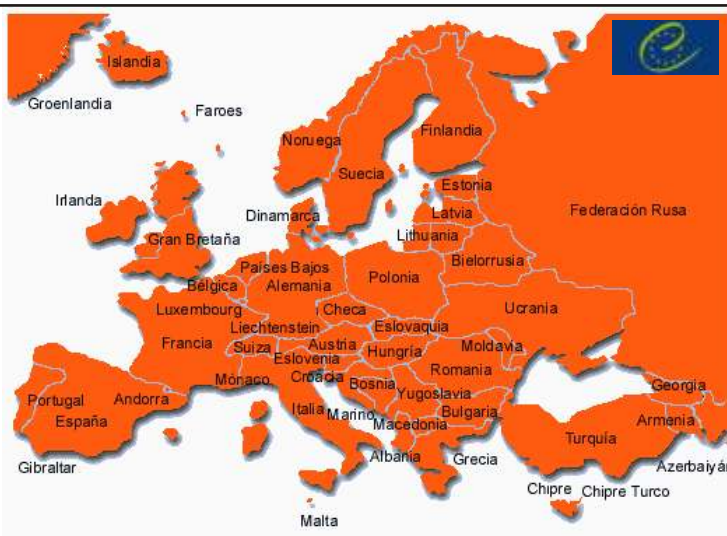 Islandia
Groenlandia
Faroes
Noruega
Finlandia
Suecia
Estonia
Irlanda
Dinamarca
Latvia
Federación Rusa
Gran Bretaña
Lithuania
Bielorrusia
Países Bajos
Polonia
Bélgica
Alemania
Luxembourg
Checa
Ucrania
Liechtenstein
Eslovaquia
Francia
Suiza
Austria
Hungría
Moldavia
Eslovenia
Romania
Mónaco
Croacia
Bosnia
Georgia
Portugal
Andorra
Yugoslavia
España
Italia
Marino
Bulgaria
Macedonia
Armenia
Turquía
Gibraltar
Albania
Grecia
Azerbaiyán
Chipre
Chipre Turco
Malta